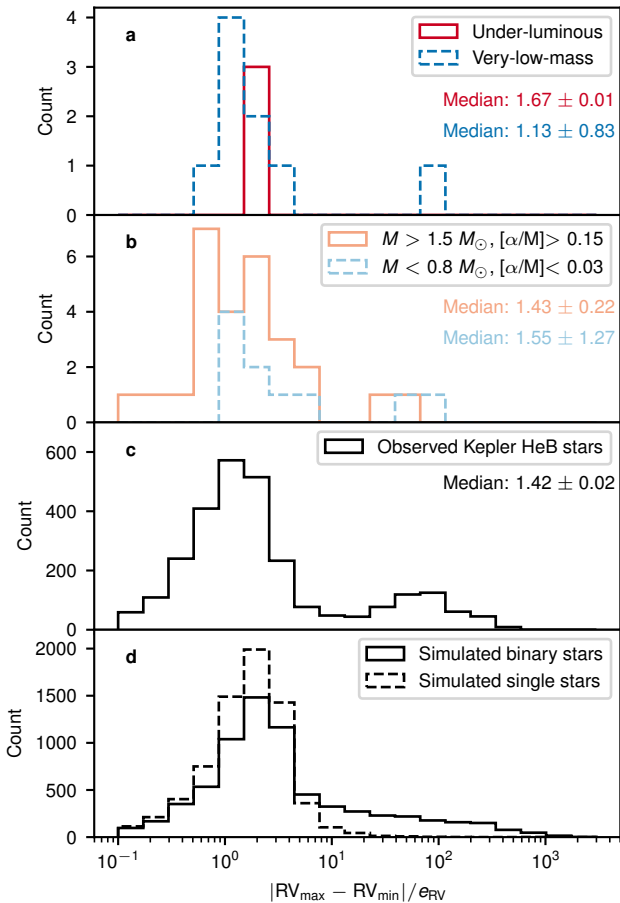 a
Under-luminous
Very-low-mass
Median: 1.67 ± 0.01
Median: 1.13 ± 0.83
4
3
2
1
0
Count
b
M > 1.5 M⊙, [α/M]> 0.15
M < 0.8 M⊙, [α/M]< 0.03
Median: 1.43 ± 0.22
Median: 1.55 ± 1.27
6
4
2
0
Count
c
Observed Kepler HeB stars
Median: 1.42 ± 0.02
600
400
200
0
Count
d
Simulated binary stars
Simulated single stars
2000
1500
1000
500
0
Count
10⁻¹ 10⁰ 10¹ 10² 10³
|RVmax − RVmin|/eRV